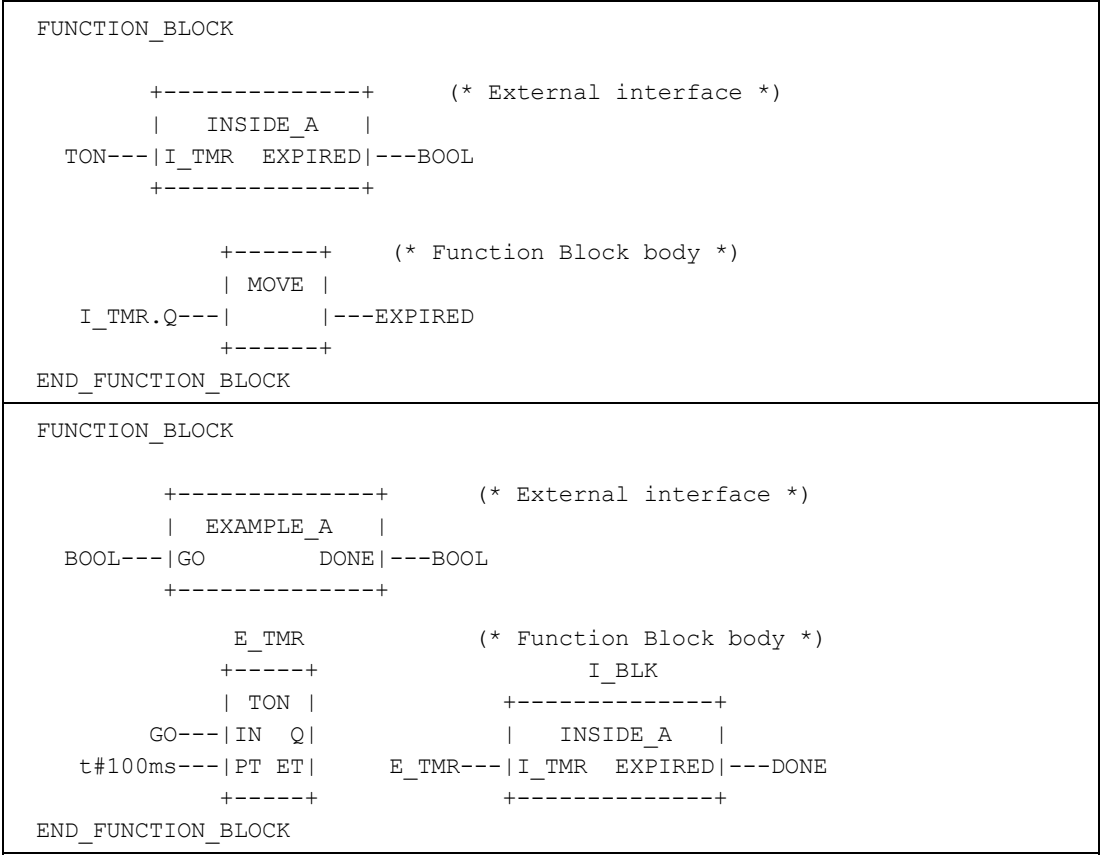 FUNCTION_BLOCK
        +--------------+     (* External interface *)
        |   INSIDE_A   |
  TON---|I_TMR  EXPIRED|---BOOL
        +--------------+
             +------+    (* Function Block body *)
             | MOVE |
   I_TMR.Q---|      |---EXPIRED
             +------+
END_FUNCTION_BLOCK
FUNCTION_BLOCK
         +--------------+      (* External interface *)
         |  EXAMPLE_A   |
  BOOL---|GO        DONE|---BOOL
         +--------------+
              E_TMR            (* Function Block body *)
             +-----+                   I_BLK
             | TON |             +--------------+
        GO---|IN  Q|             |   INSIDE_A   |
   t#100ms---|PT ET|     E_TMR---|I_TMR  EXPIRED|---DONE
             +-----+             +--------------+
END_FUNCTION_BLOCK